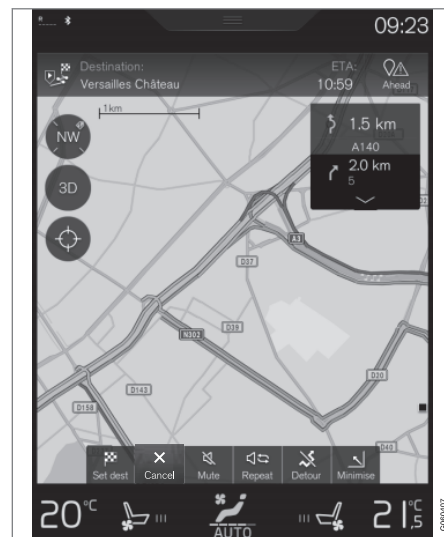 09:23
Destination:
Versailles Château
ETA:
10:59
Ahead
1km
NW
1.5 km
A140
2.0 km
5
3D
A3
D37
N302
D39
D30
D143
D158
D40
Set dest
Cancel
Mute
Repeat
Detour
Minimise
20°C
AUTO
21,5°C
G060407